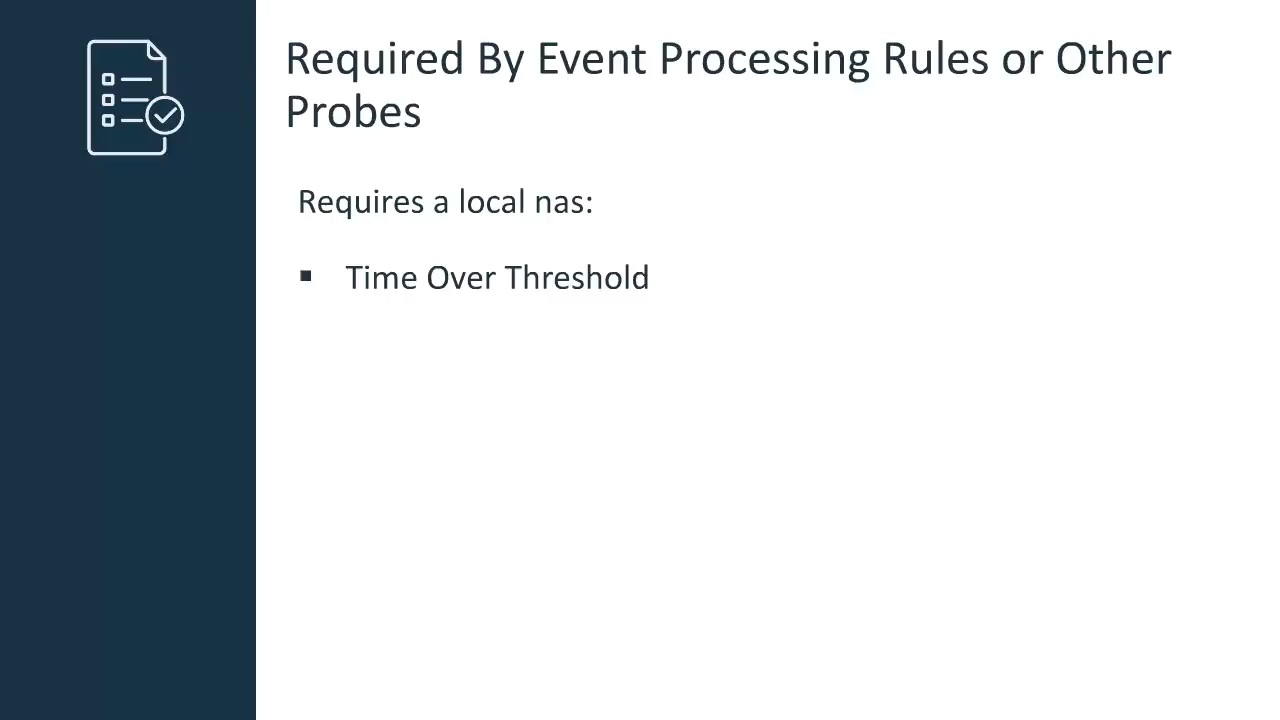 Required By Event Processing Rules or Other
Probes
Requires a local nas:
▪ Time Over Threshold